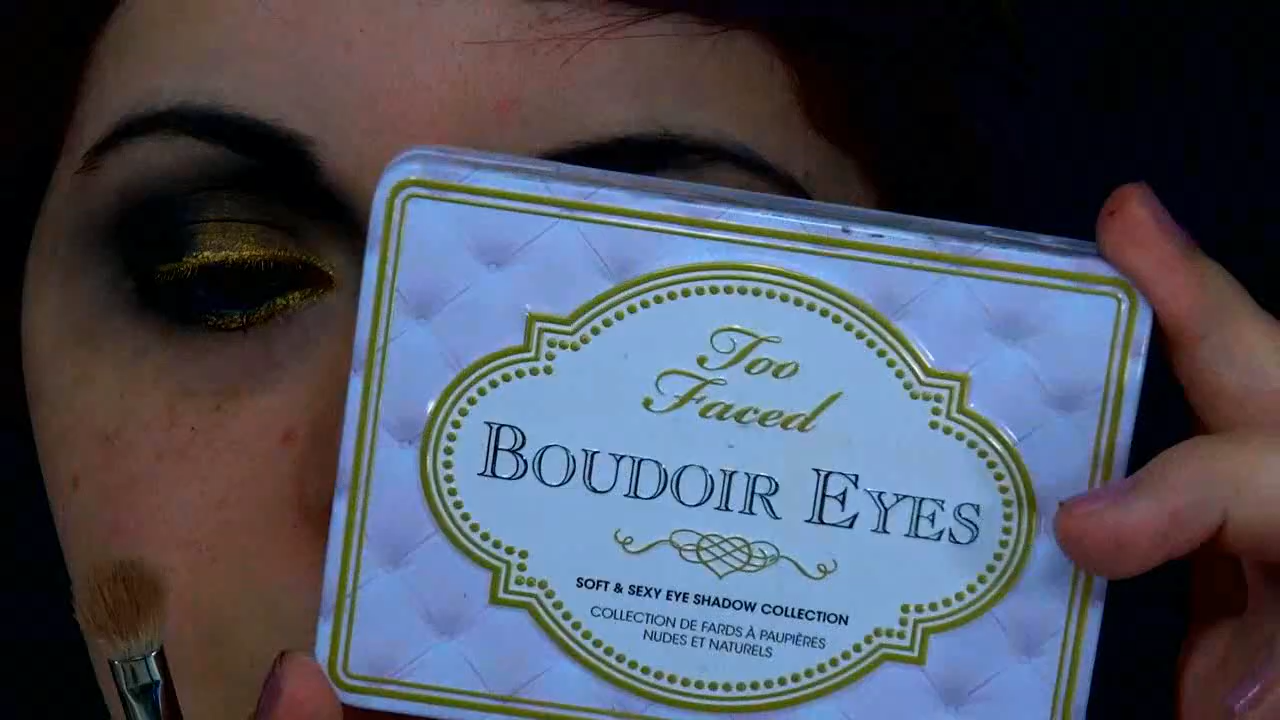 Too
Faced
BOUDOIR EYES
SOFT & SEXY EYE SHADOW COLLECTION
COLLECTION DE FARDS À PAUPIÈRES
NUDES ET NATURELS